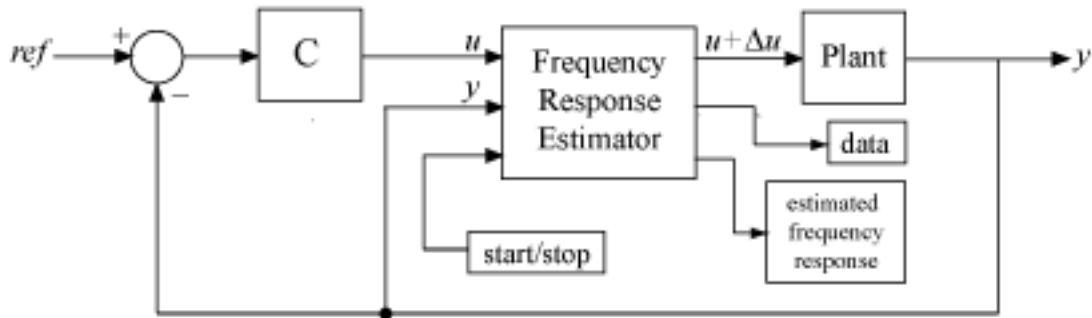 ref
+
−
C
u
y
Frequency
Response
Estimator
u+Δu
Plant
y
data
estimated
frequency
response
start/stop